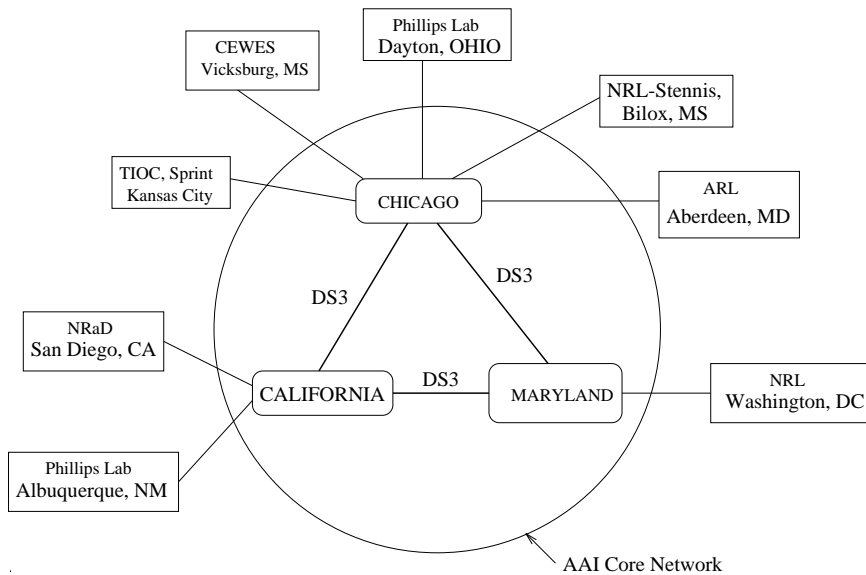 Phillips Lab
Dayton, OHIO
CEWES
Vicksburg, MS
NRL-Stennis,
Bilox, MS
TIOC, Sprint
Kansas City
CHICAGO
ARL
Aberdeen, MD
DS3
DS3
NRaD
San Diego, CA
CALIFORNIA
DS3
MARYLAND
NRL
Washington, DC
Phillips Lab
Albuquerque, NM
AAI Core Network